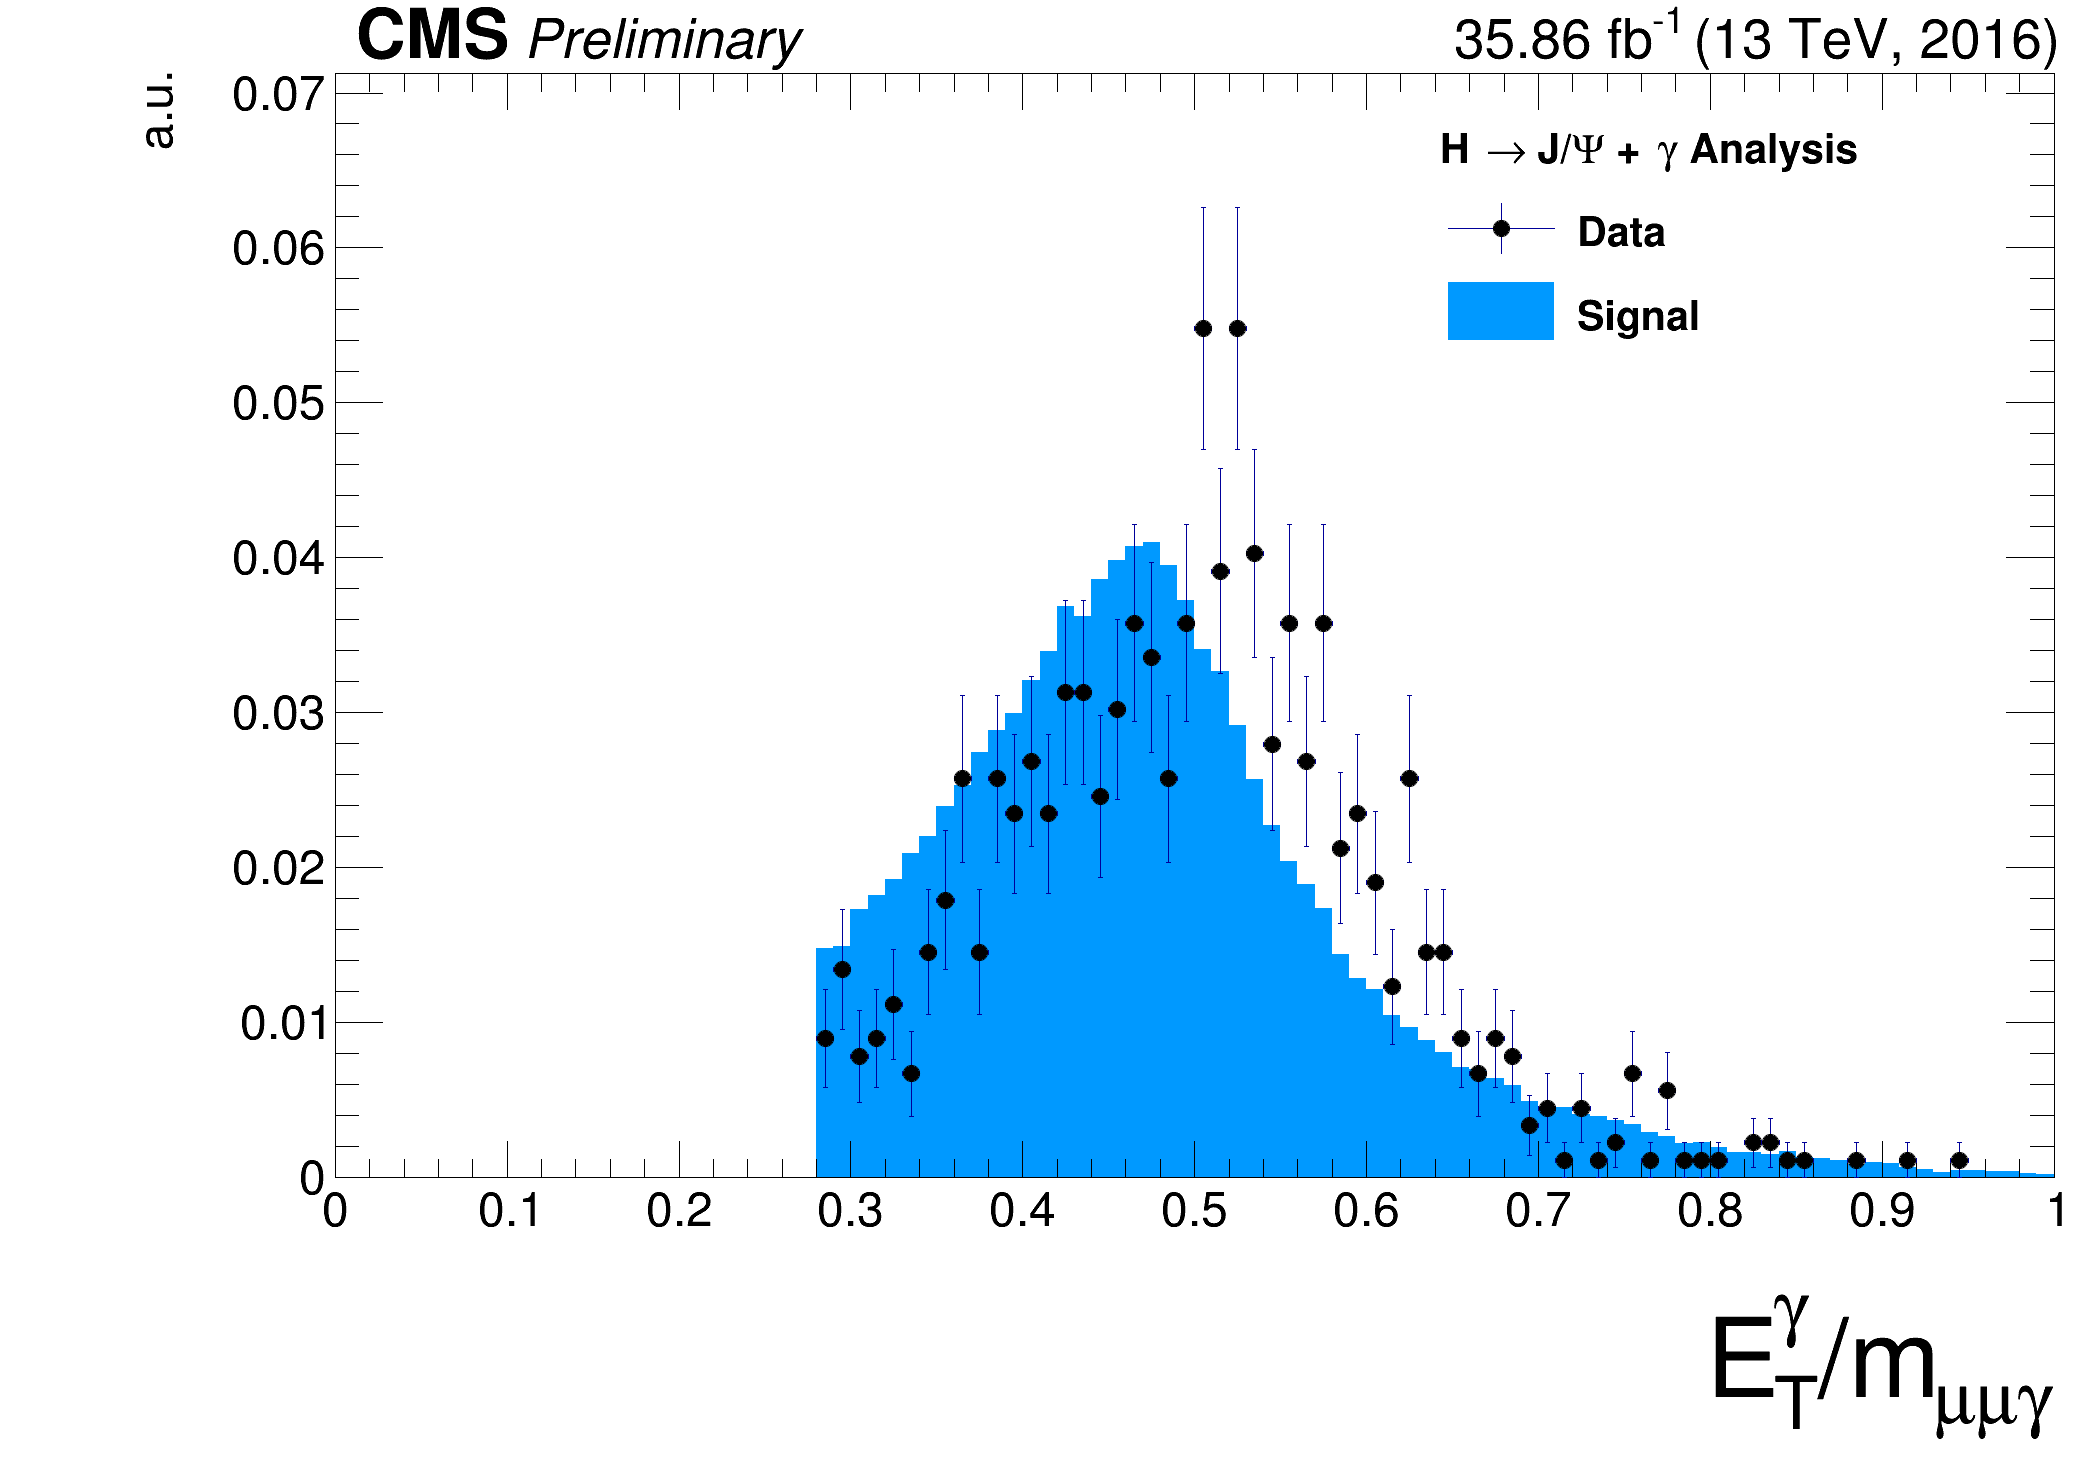 CMS Preliminary 35.86 fb⁻¹ (13 TeV, 2016)
a.u.
H → J/Ψ + γ Analysis
Data
Signal
0.07
0.06
0.05
0.04
0.03
0.02
0.01
0
0 0.1 0.2 0.3 0.4 0.5 0.6 0.7 0.8 0.9 1
E_T^γ/m_μμγ